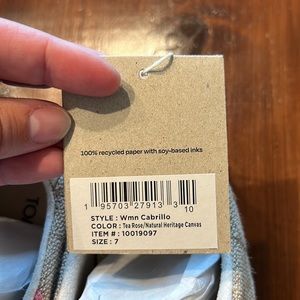 100% recycled paper with soy-based inks
1 95703 27913 3 10
STYLE : Wmn Cabrillo
COLOR : Tea Rose/Natural Heritage Canvas
ITEM # : 10019097
SIZE : 7
TO